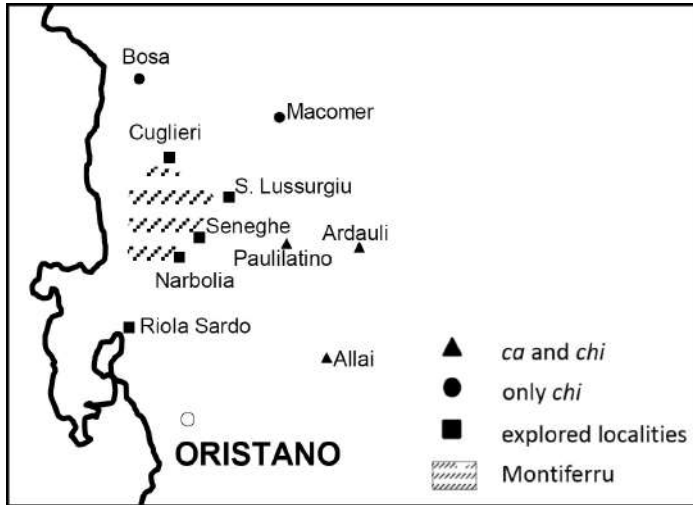 Bosa
Macomer
Cuglieri
S. Lussurgiu
Seneghe
Ardauli
Paulilatino
Narbolia
Riola Sardo
Allai
ORISTANO
ca and chi
only chi
explored localities
Montiferru